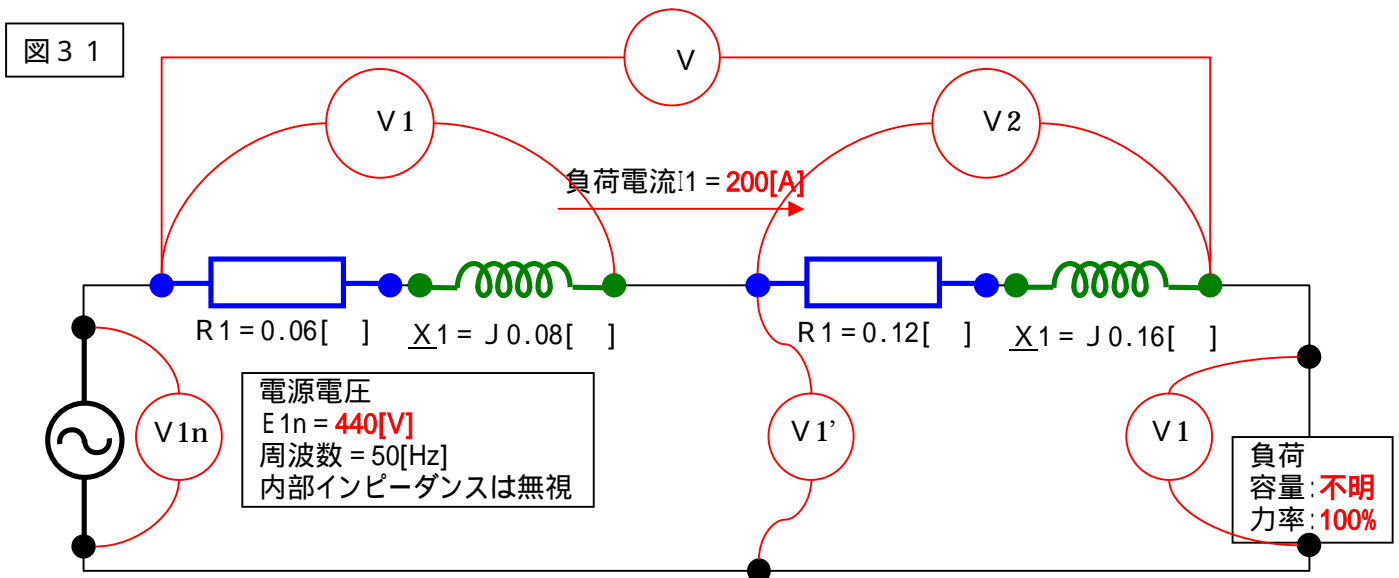 図3 1
V
V1
V2
負荷電流I1=200[A]
R1=0.06[ ]
X1=J0.08[ ]
R1=0.12[ ]
X1=J0.16[ ]
V1n
電源電圧
E1n=440[V]
周波数=50[Hz]
内部インピーダンスは無視
V1’
V1
負荷
容量:不明
力率:100%